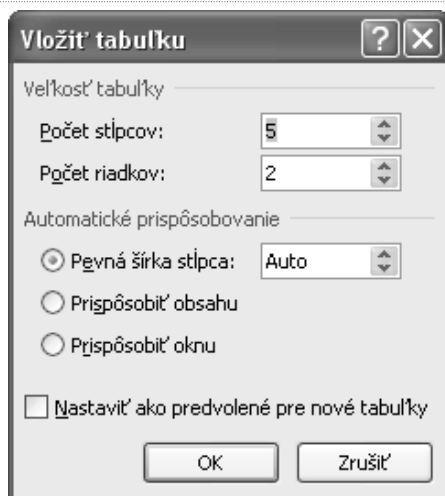 Vložiť tabuľku
Veľkosť tabuľky
Počet stĺpcov: 5
Počet riadkov: 2
Automatické prispôsobovanie
Pevná šírka stĺpca: Auto
Prispôsobiť obsahu
Prispôsobiť oknu
Nastaviť ako predvolené pre nové tabuľky
OK Zrušiť